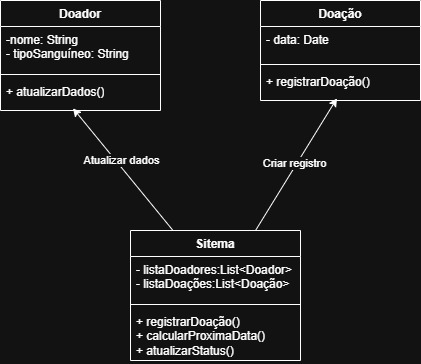 Doador
-nome: String
- tipoSanguíneo: String
+ atualizarDados()
Doação
- data: Date
+ registrarDoação()
Atualizar dados
Criar registro
Sitema
- listaDoadores:List<Doador>
- listaDoações:List<Doação>
+ registrarDoação()
+ calcularProximaData()
+ atualizarStatus()